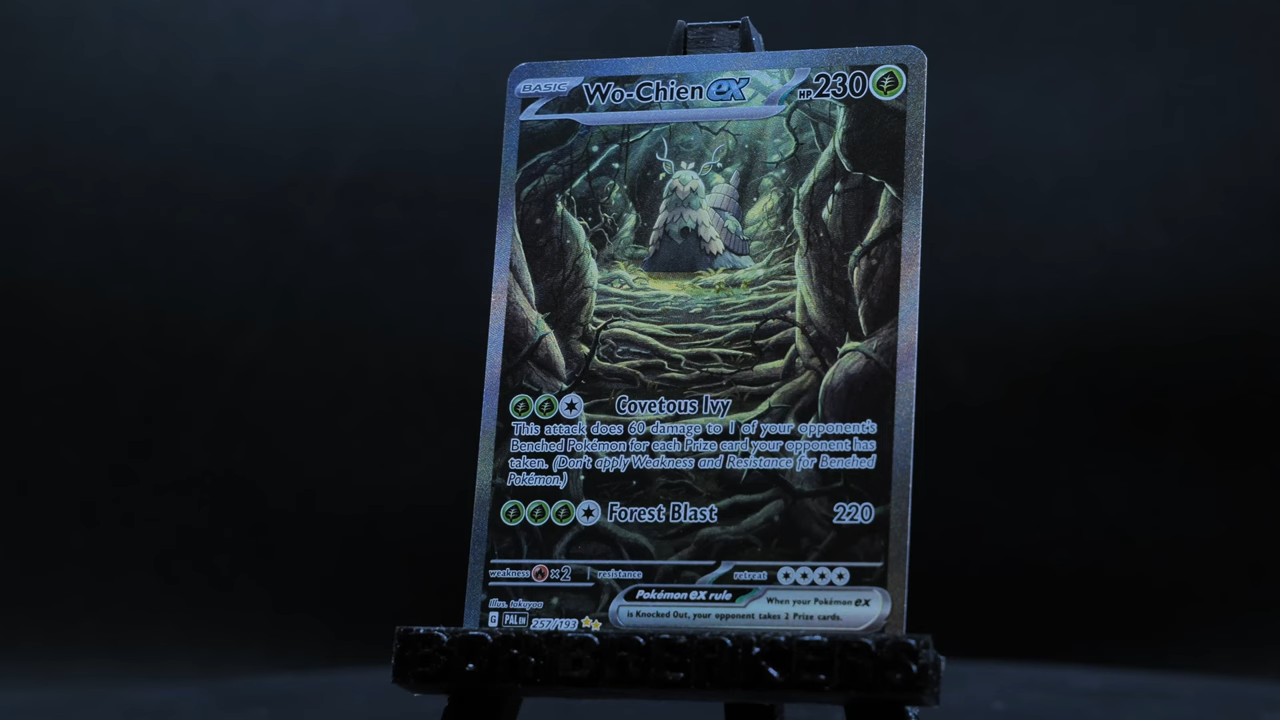 BASIC Wo-Chien ex HP 230
Covetous Ivy
This attack does 60 damage to 1 of your opponent's
Benched Pokémon for each Prize card your opponent has
taken. (Don't apply Weakness and Resistance for Benched
Pokémon.)
Forest Blast 220
weakness ×2 resistance retreat
Illus. takuyoa
Pokémon ex rule When your Pokémon ex
is Knocked Out, your opponent takes 2 Prize cards.
G PAL EN 257/193